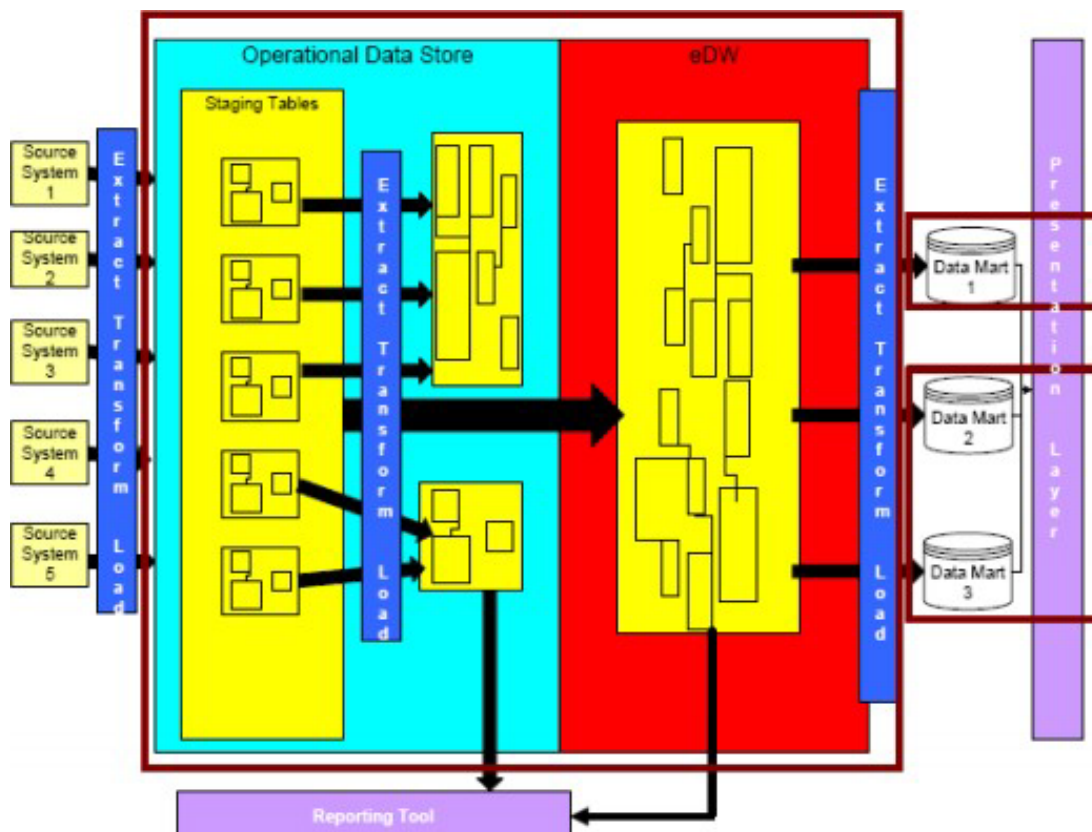 Operational Data Store
eDW
Staging Tables
Source
System
1
Source
System
2
Source
System
3
Source
System
4
Source
System
5
Extract Transform Load
Extract Transform Load
Extract Transform Load
Data Mart
1
Data Mart
2
Data Mart
3
Presentation Layer
Reporting Tool